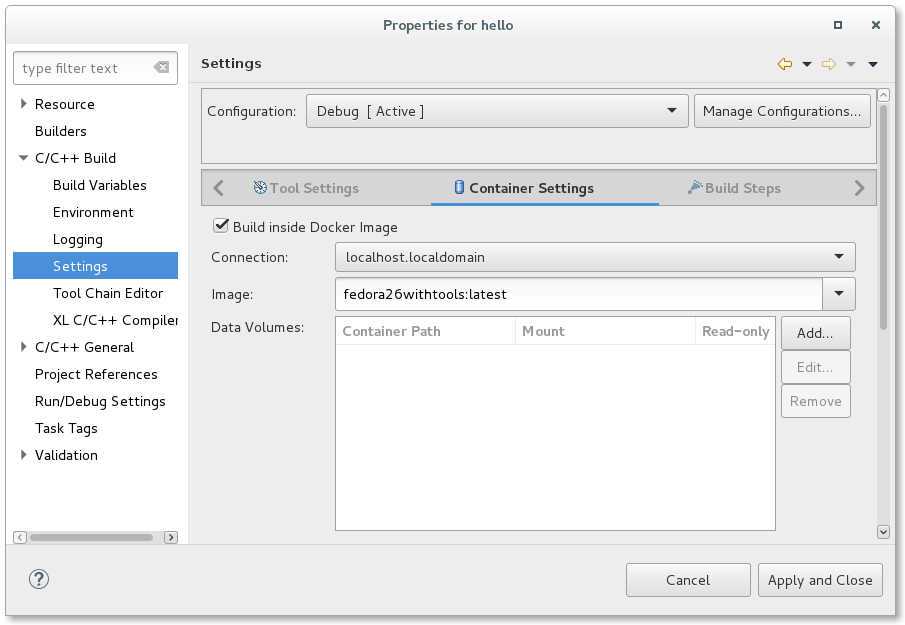 Properties for hello
type filter text
Resource
Builders
C/C++ Build
Build Variables
Environment
Logging
Settings
Tool Chain Editor
XL C/C++ Compiler
C/C++ General
Project References
Run/Debug Settings
Task Tags
Validation
Settings
Configuration: Debug [ Active ] Manage Configurations...
Tool Settings Container Settings Build Steps
Build inside Docker Image
Connection: localhost.localdomain
Image: fedora26withtools:latest
Data Volumes: Container Path Mount Read-only Add...
Edit...
Remove
? Cancel Apply and Close